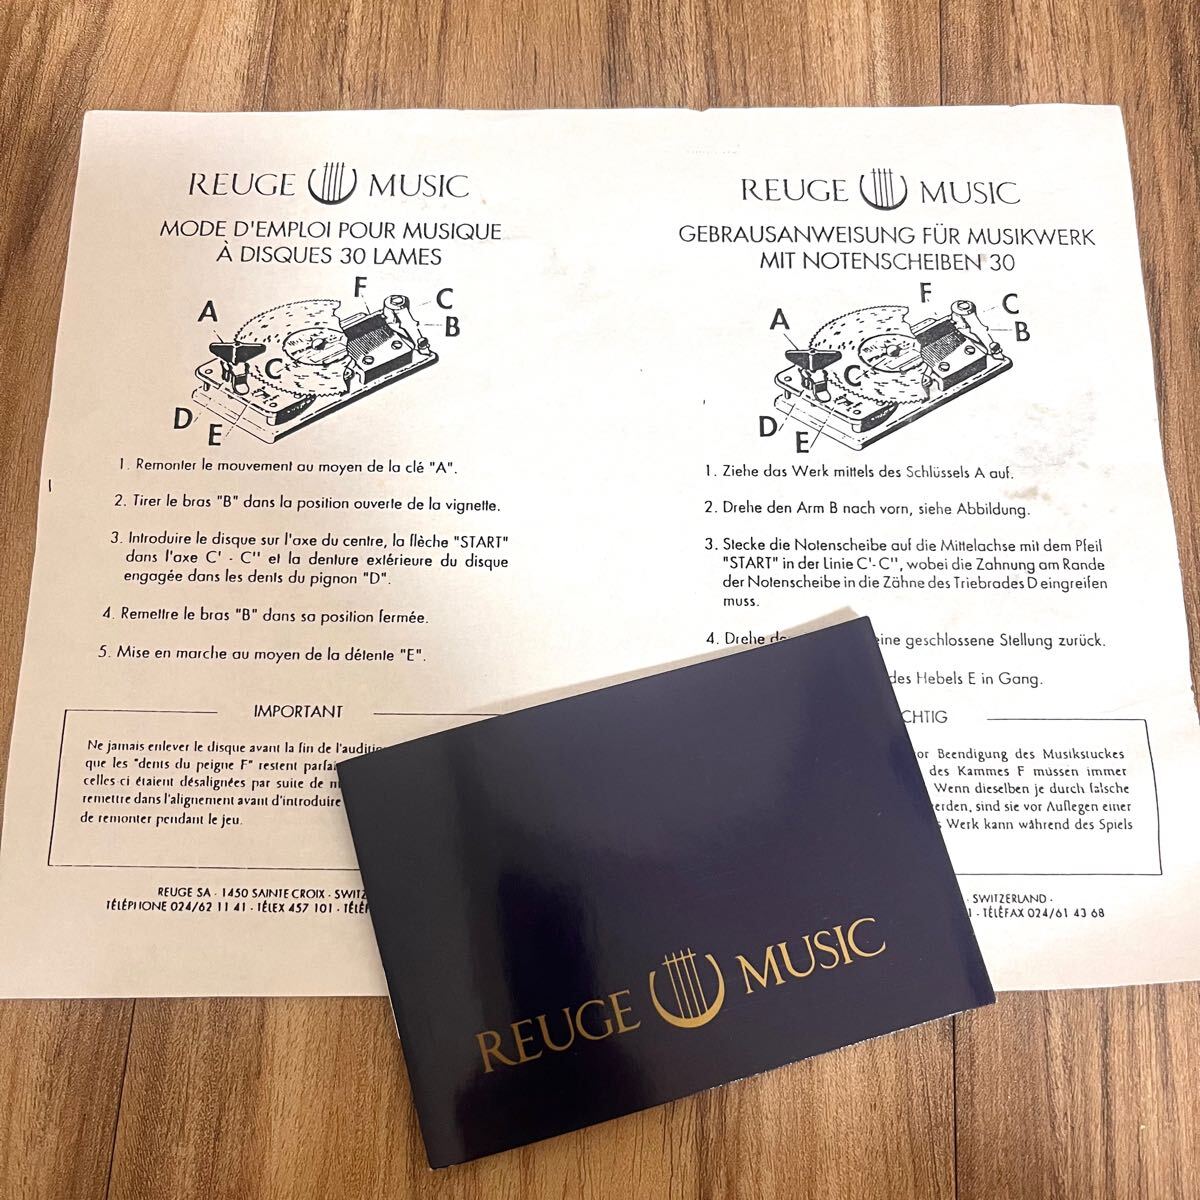 REUGE MUSIC
MODE D'EMPLOI POUR MUSIQUE
À DISQUES 30 LAMES
A
F
C
B
C
D
E
1. Remonter le mouvement au moyen de la clé "A".
2. Tirer le bras "B" dans la position ouverte de la vignette.
3. Introduire le disque sur l'axe du centre, la flèche "START"
dans l'axe C' - C'' et la denture extérieure du disque
engagée dans les dents du pignon "D".
4. Remettre le bras "B" dans sa position fermée.
5. Mise en marche au moyen de la détente "E".
IMPORTANT
Ne jamais enlever le disque avant la fin de l'auditi
que les "dents du peigne F" restent parfa
celles-ci étaient désalignées par suite de m
remettre dans l'alignement avant d'introduire
de remonter pendant le jeu.
REUGE SA - 1450 SAINTE CROIX - SWITZ
TÉLÉPHONE 024/62 11 41 - TÉLEX 457 101 - TÉLÉF
REUGE MUSIC
GEBRAUSANWEISUNG FÜR MUSIKWERK
MIT NOTENSCHEIBEN 30
A
F
C
B
C
D
E
1. Ziehe das Werk mittels des Schlüssels A auf.
2. Drehe den Arm B nach vorn, siehe Abbildung.
3. Stecke die Notenscheibe auf die Mittelachse mit dem Pfeil
"START" in der Linie C'- C'', wobei die Zahnung am Rande
der Notenscheibe in die Zähne des Triebrades D eingreifen
muss.
4. Drehe de eine geschlossene Stellung zurück.
des Hebels E in Gang.
CHTIG
or Beendigung des Musikstuckes
des Kammes F müssen immer
Wenn dieselben je durch falsche
erden, sind sie vor Auflegen einer
s Werk kann während des Spiels
- SWITZERLAND -
1 - TÉLÉFAX 024/61 43 68
REUGE MUSIC